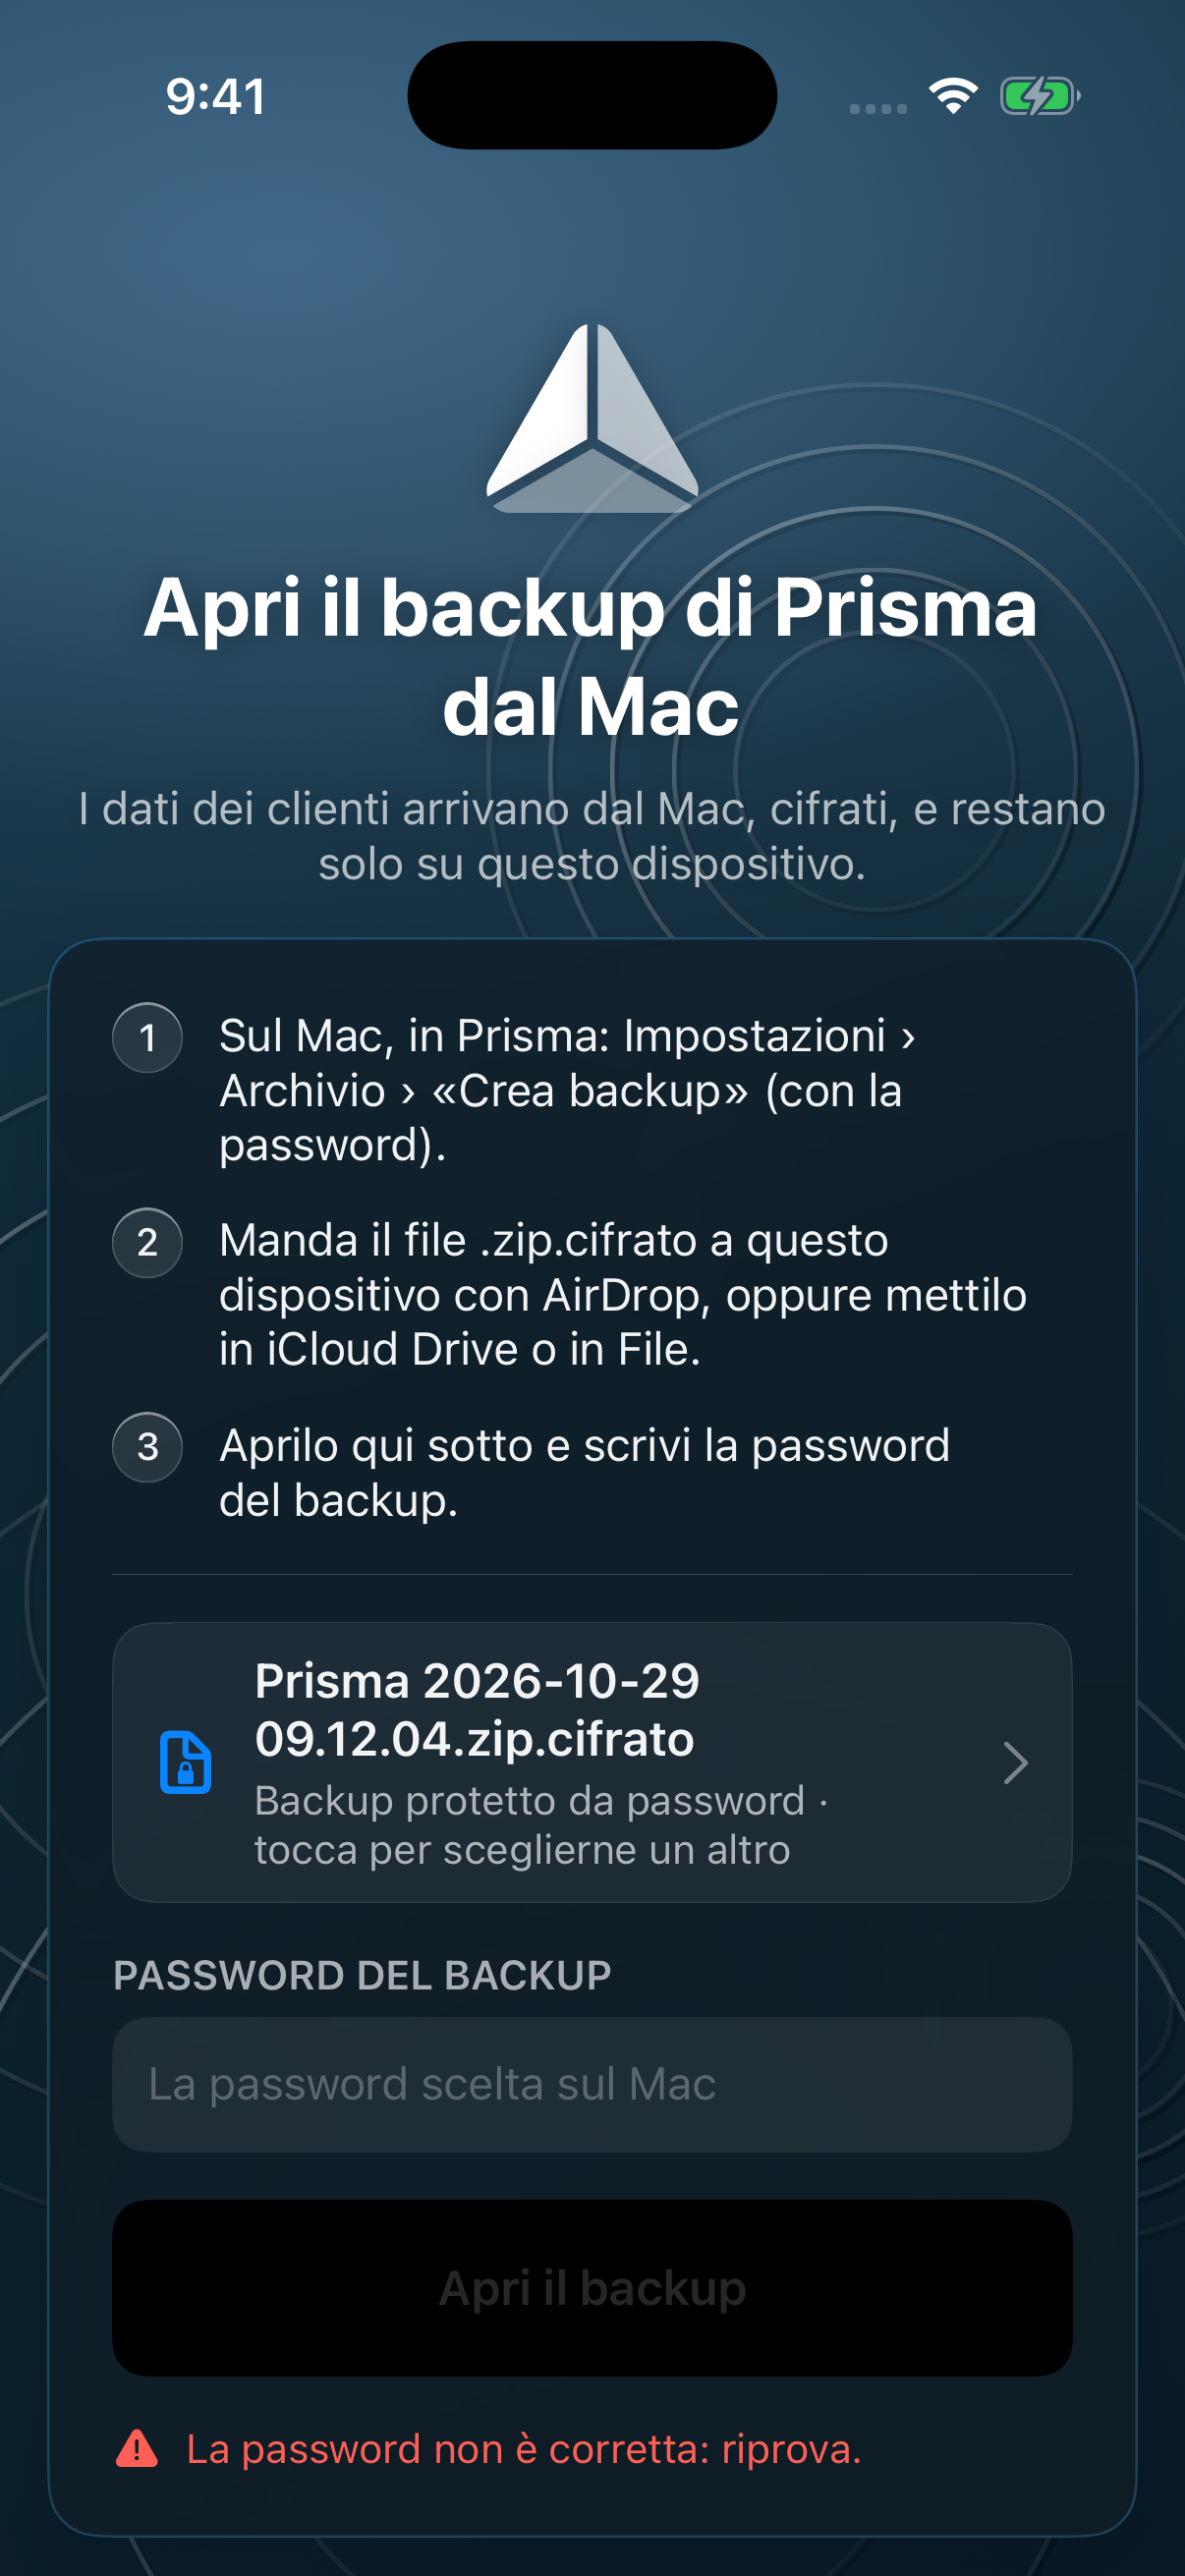 9:41
Apri il backup di Prisma
dal Mac
I dati dei clienti arrivano dal Mac, cifrati, e restano
solo su questo dispositivo.
1 Sul Mac, in Prisma: Impostazioni ›
Archivio › «Crea backup» (con la
password).
2 Manda il file .zip.cifrato a questo
dispositivo con AirDrop, oppure mettilo
in iCloud Drive o in File.
3 Aprilo qui sotto e scrivi la password
del backup.
Prisma 2026-10-29
09.12.04.zip.cifrato
Backup protetto da password ·
tocca per sceglierne un altro
PASSWORD DEL BACKUP
La password scelta sul Mac
Apri il backup
La password non è corretta: riprova.